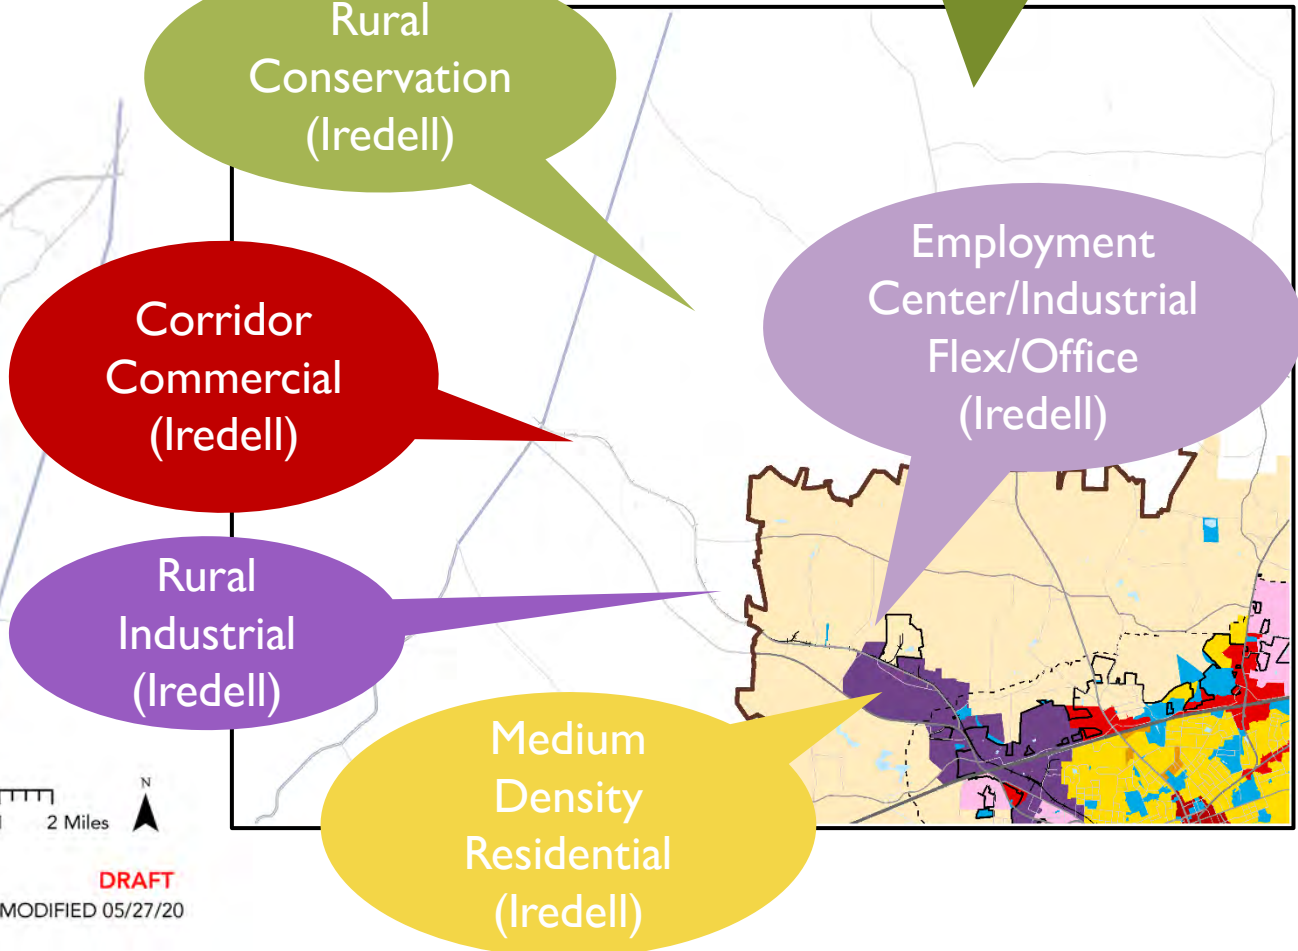 Rural
Conservation
(Iredell)
Employment
Center/Industrial
Flex/Office
(Iredell)
Corridor
Commercial
(Iredell)
Rural
Industrial
(Iredell)
Medium
Density
Residential
(Iredell)
N
2 Miles
DRAFT
MODIFIED 05/27/20